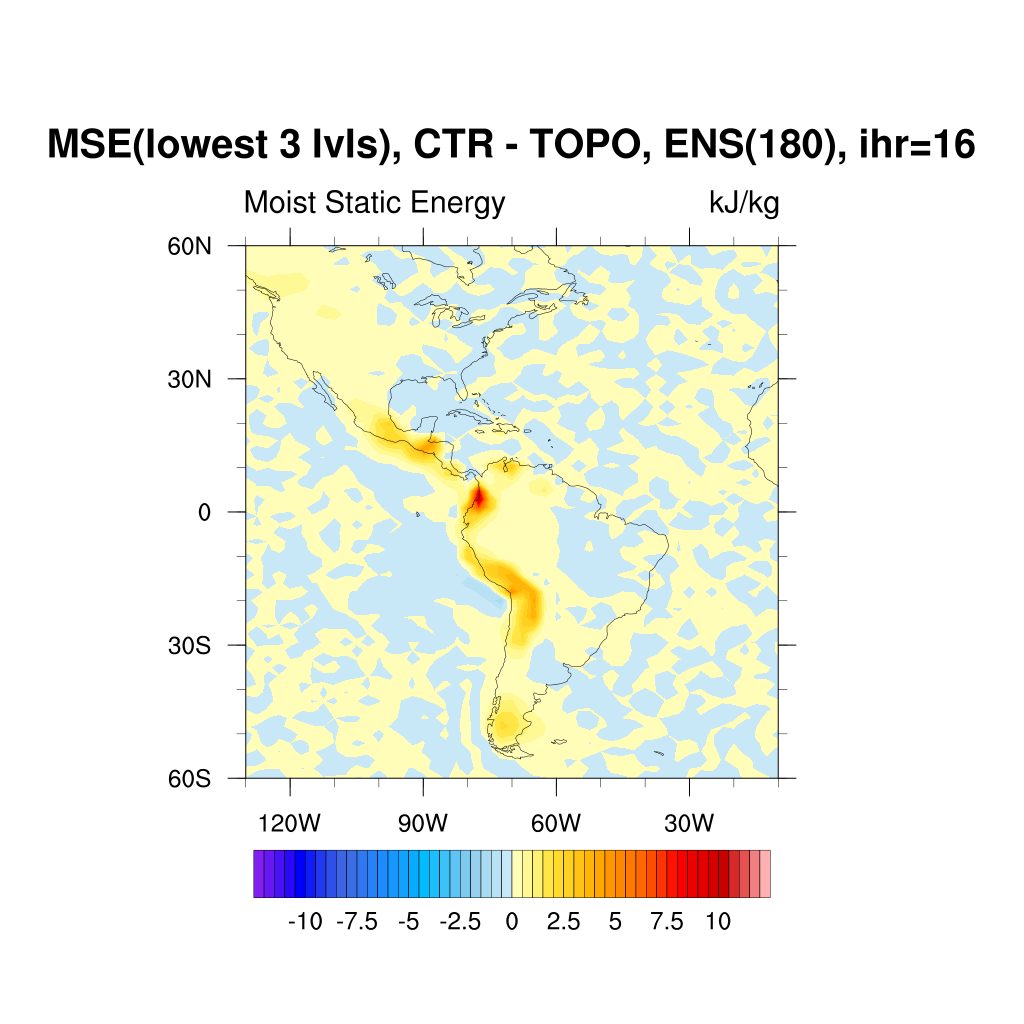 MSE(lowest 3 lvls), CTR - TOPO, ENS(180), ihr=16
Moist Static Energy kJ/kg
60N
30N
0
30S
60S
120W 90W 60W 30W
-10 -7.5 -5 -2.5 0 2.5 5 7.5 10